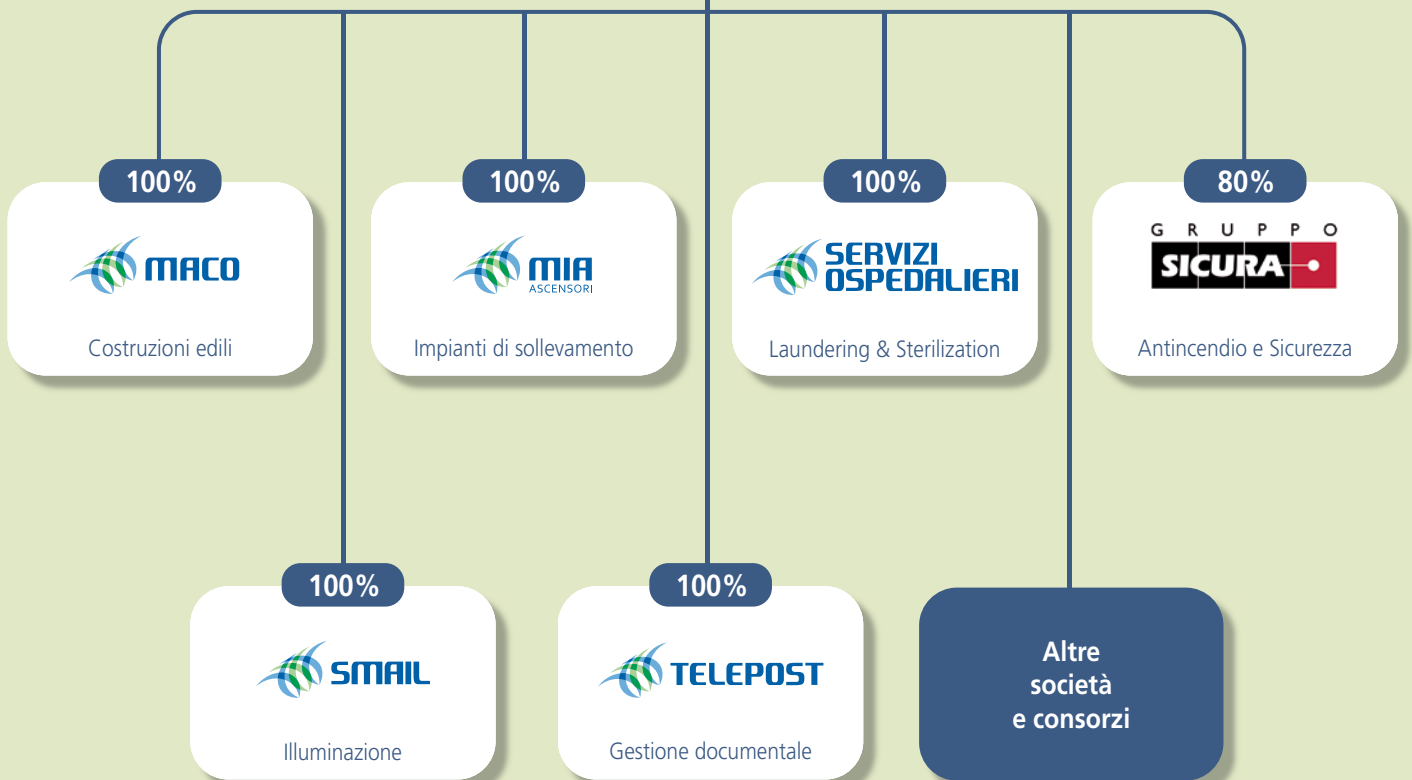 100%
MACO
Costruzioni edili
100%
MIA
ASCENSORI
Impianti di sollevamento
100%
SERVIZI
OSPEDALIERI
Laundering & Sterilization
80%
GRUPPO
SICURA
Antincendio e Sicurezza
100%
SMAIL
Illuminazione
100%
TELEPOST
Gestione documentale
Altre
società
e consorzi